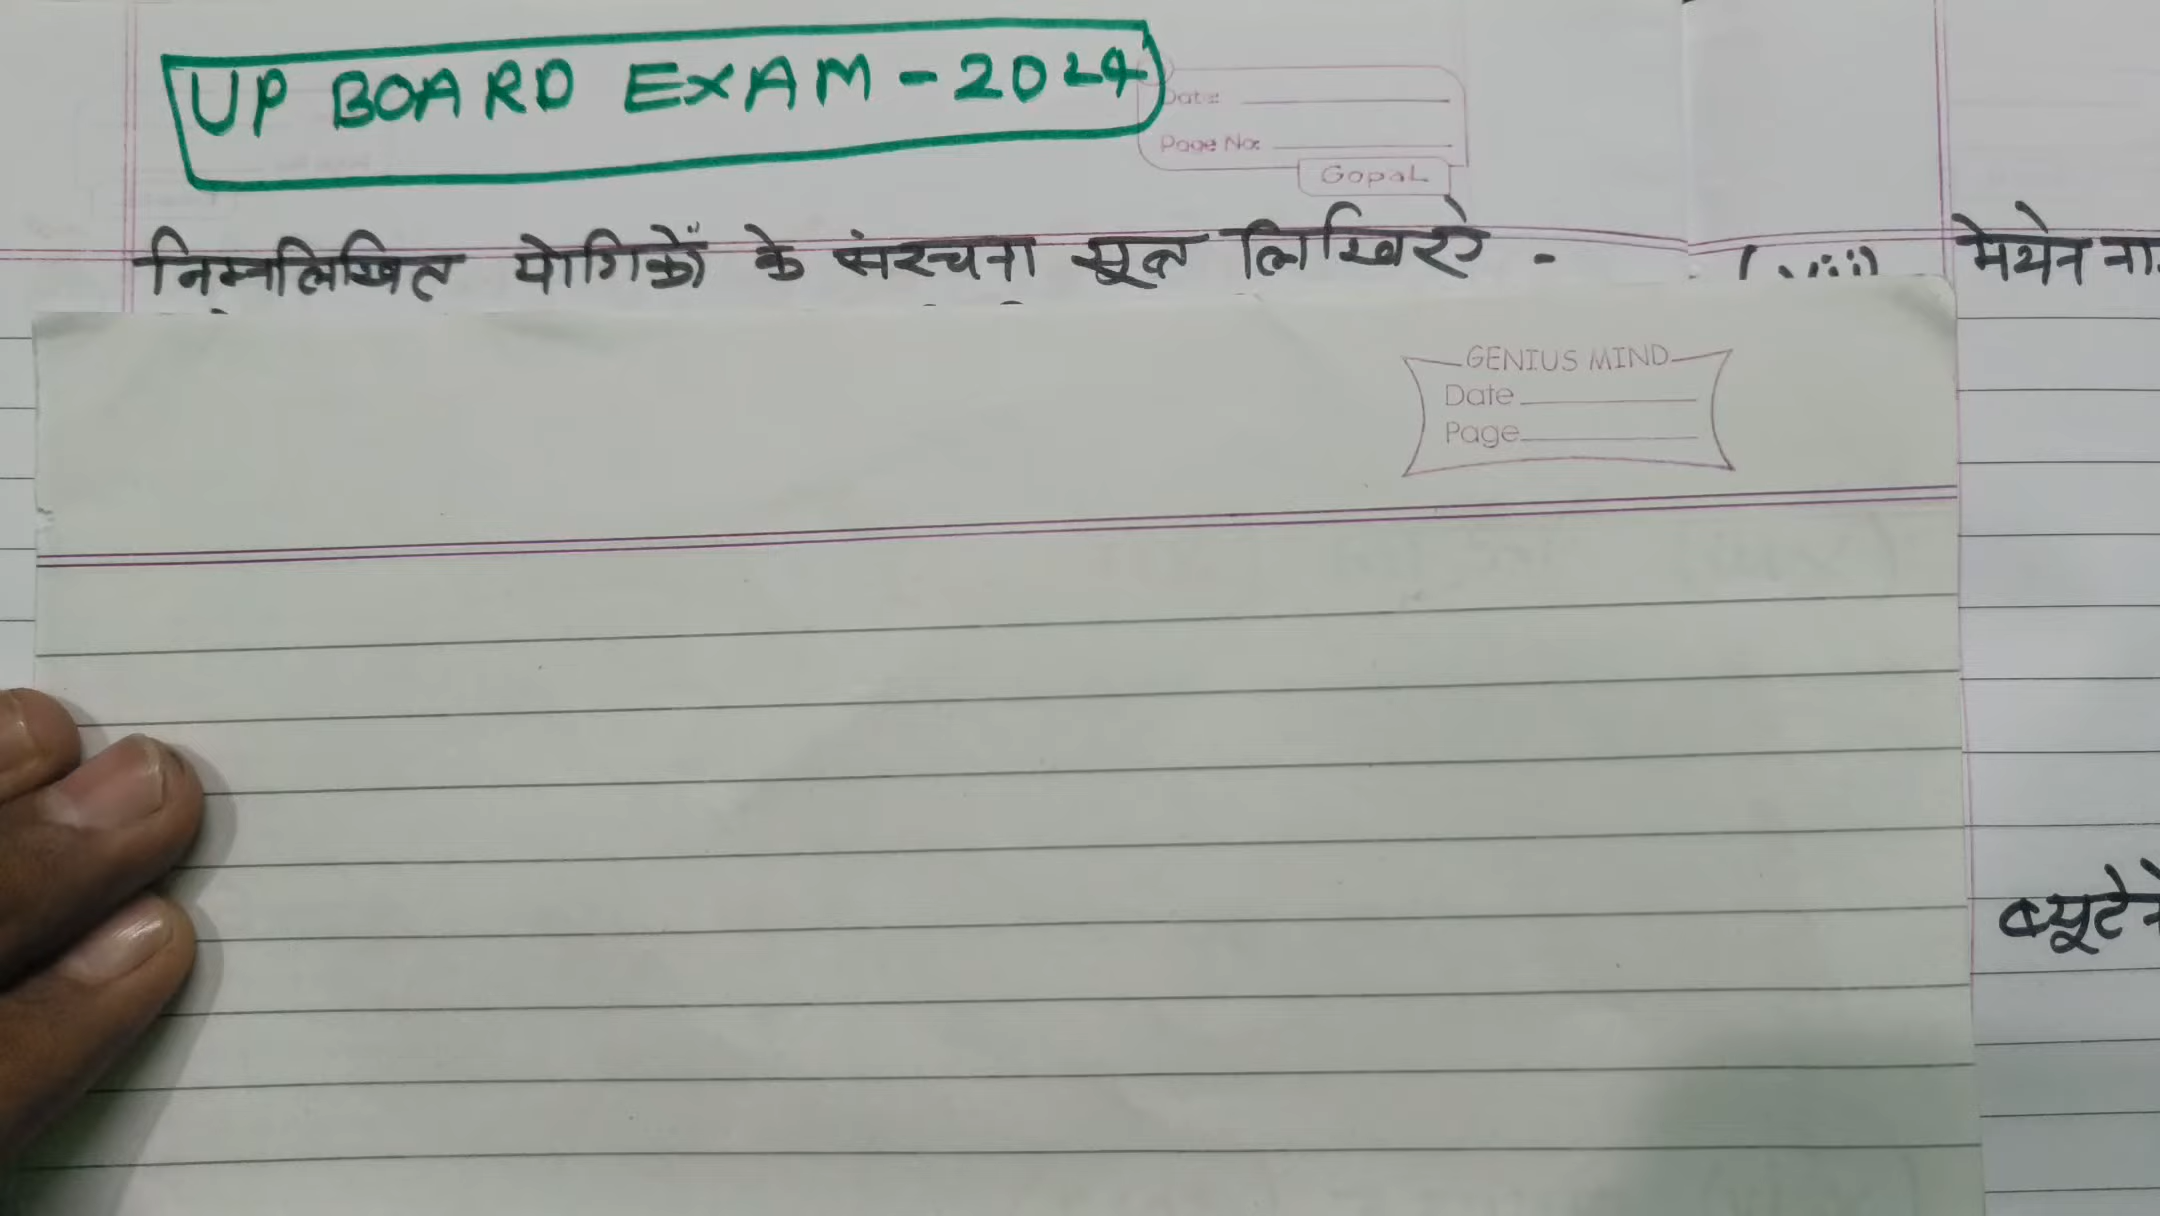 UP BOARD EXAM - 2024
Date:
Page No:
Gopal
निम्नलिखित योगिकों के संरचना सूत्र लिखिए -
मेथेन
GENIUS MIND
Date
Page